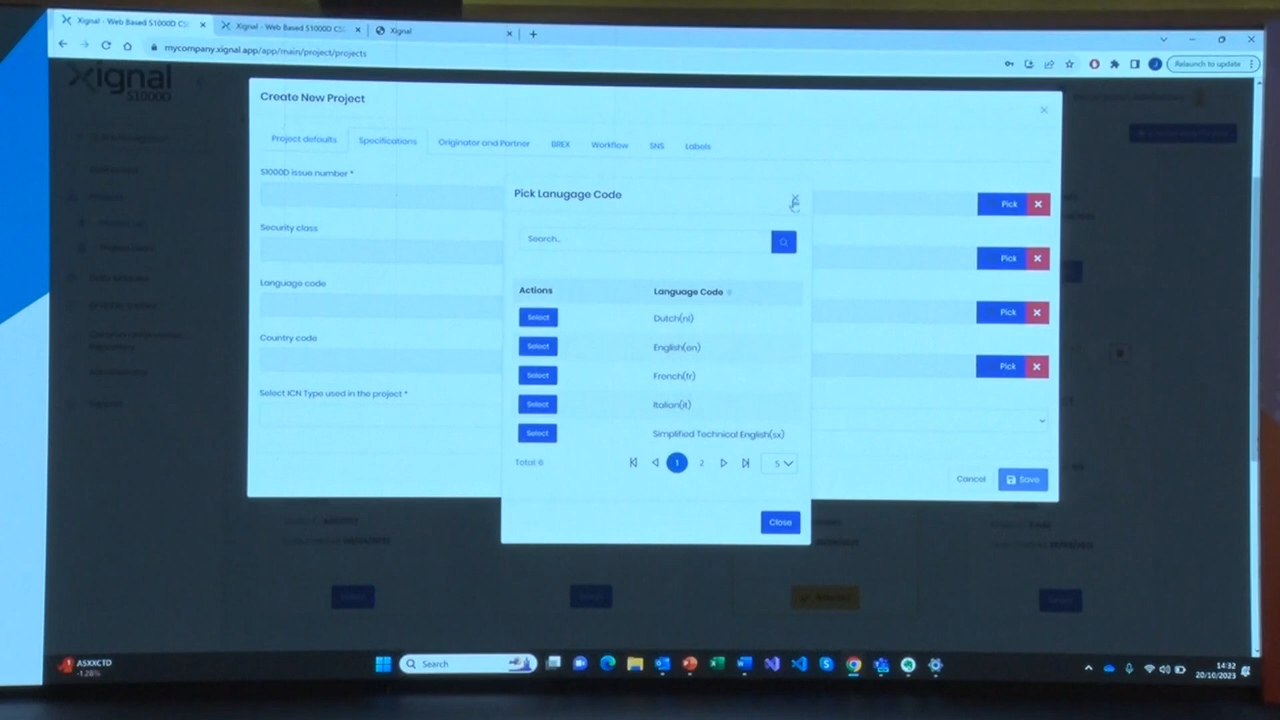 Xignal - Web Based S1000D CS
Xignal - Web Based S1000D CS
Xignal
mycompany.xignal.app/app/main/project/projects
Relaunch to update
xignal
S1000D
Create New Project
Project defaults
Specifications
Originator and Partner
BREX
Workflow
SNS
Labels
S1000D issue number *
Pick
Security class
Pick
Language code
Pick
Country code
Pick
Select ICN Type used in the project *
Cancel
Save
Pick Lanugage Code
Search..
Actions
Language Code
Select
Dutch(nl)
Select
English(en)
Select
French(fr)
Select
Italian(it)
Select
Simplified Technical English(sx)
Total: 6
1
2
5
Close
ASXXCTD
-1.28%
Search
14:32
20/10/2023